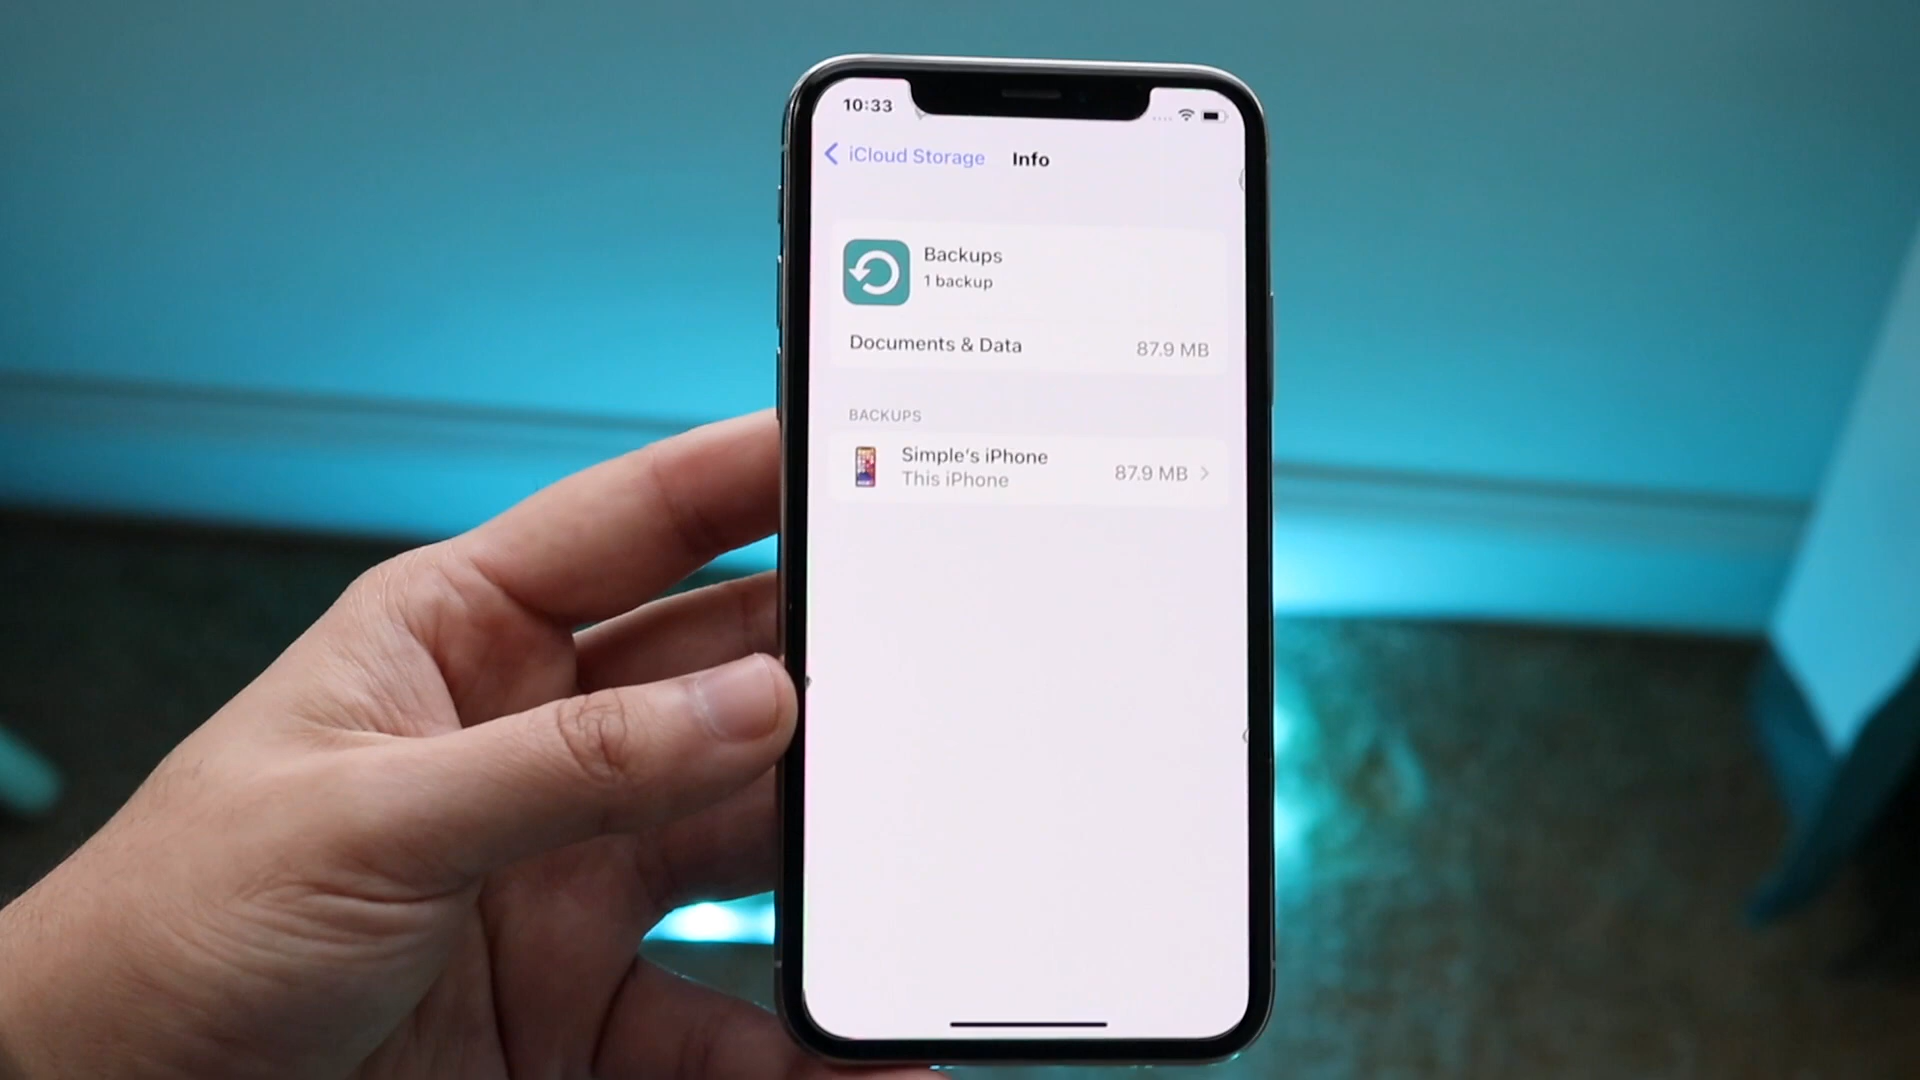 10:33
iCloud Storage Info
Backups
1 backup
Documents & Data 87.9 MB
BACKUPS
Simple's iPhone
This iPhone
87.9 MB